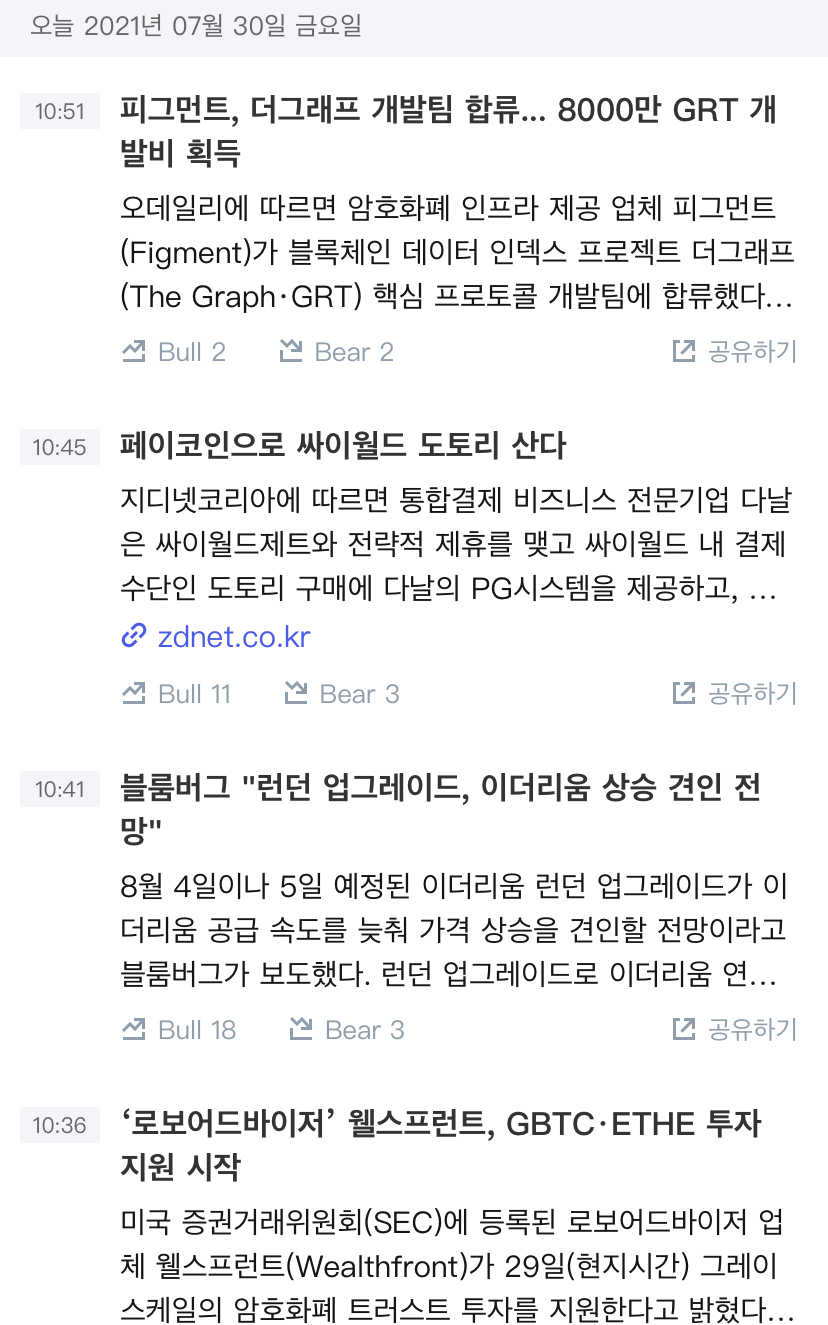 오늘 2021년 07월 30일 금요일
10:51
피그먼트, 더그래프 개발팀 합류... 8000만 GRT 개
발비 획득
오데일리에 따르면 암호화폐 인프라 제공 업체 피그먼트
(Figment)가 블록체인 데이터 인덱스 프로젝트 더그래프
(The Graph·GRT) 핵심 프로토콜 개발팀에 합류했다...
Bull 2 Bear 2 공유하기
10:45
페이코인으로 싸이월드 도토리 산다
지디넷코리아에 따르면 통합결제 비즈니스 전문기업 다날
은 싸이월드제트와 전략적 제휴를 맺고 싸이월드 내 결제
수단인 도토리 구매에 다날의 PG시스템을 제공하고, ...
zdnet.co.kr
Bull 11 Bear 3 공유하기
10:41
블룸버그 "런던 업그레이드, 이더리움 상승 견인 전
망"
8월 4일이나 5일 예정된 이더리움 런던 업그레이드가 이
더리움 공급 속도를 늦춰 가격 상승을 견인할 전망이라고
블룸버그가 보도했다. 런던 업그레이드로 이더리움 연...
Bull 18 Bear 3 공유하기
10:36
‘로보어드바이저’ 웰스프런트, GBTC·ETHE 투자
지원 시작
미국 증권거래위원회(SEC)에 등록된 로보어드바이저 업
체 웰스프런트(Wealthfront)가 29일(현지시간) 그레이
스케일의 암호화폐 트러스트 투자를 지원한다고 밝혔다...